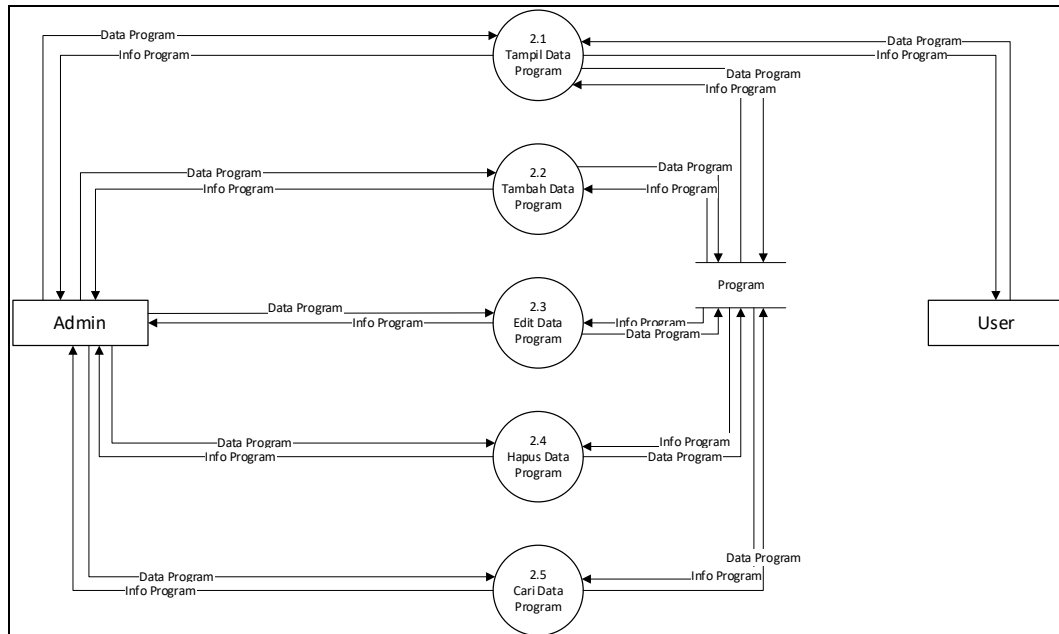 Data Program
Info Program
2.1
Tampil Data
Program
Data Program
Info Program
Data Program
Info Program
Data Program
Info Program
2.2
Tambah Data
Program
Data Program
Info Program
Program
Admin
Data Program
Info Program
2.3
Edit Data
Program
Info Program
Data Program
User
Data Program
Info Program
2.4
Hapus Data
Program
Info Program
Data Program
Data Program
Info Program
2.5
Cari Data
Program
Data Program
Info Program